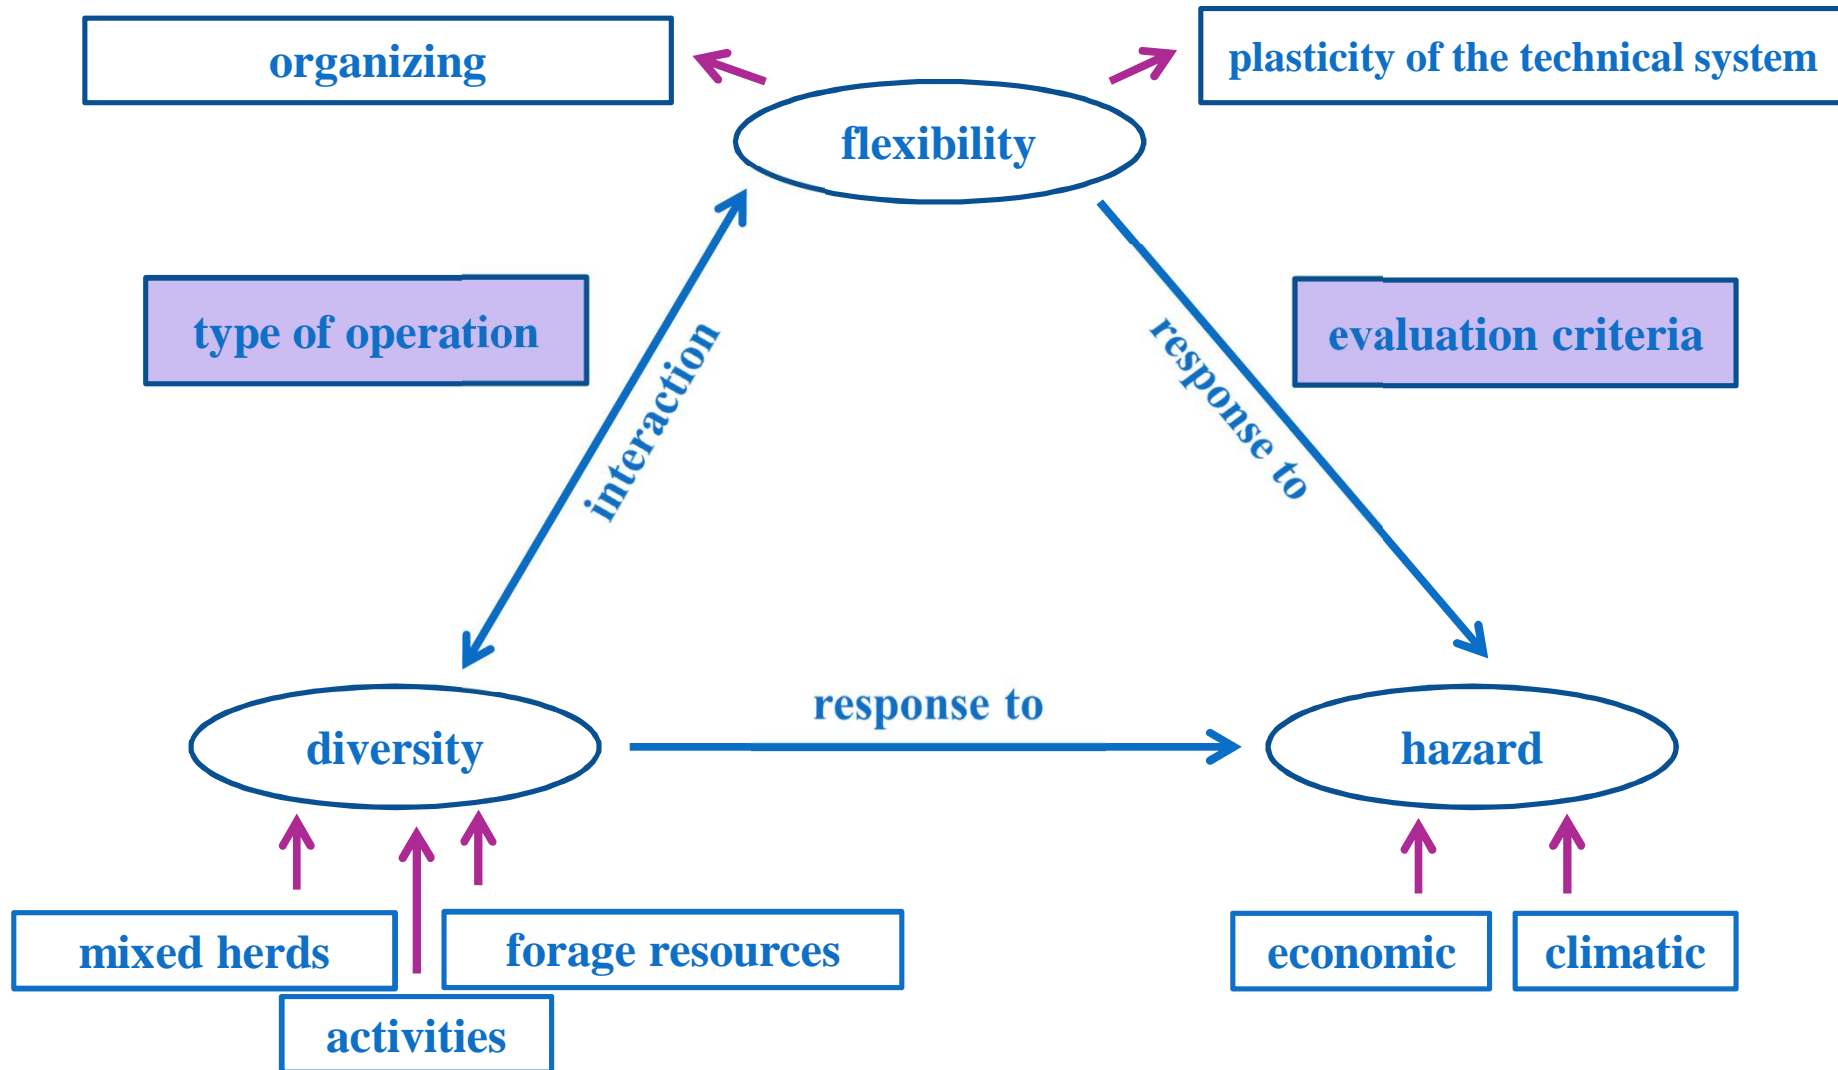 organizing
plasticity of the technical system
flexibility
type of operation
interaction
response to
evaluation criteria
response to
diversity
hazard
mixed herds
forage resources
economic
climatic
activities